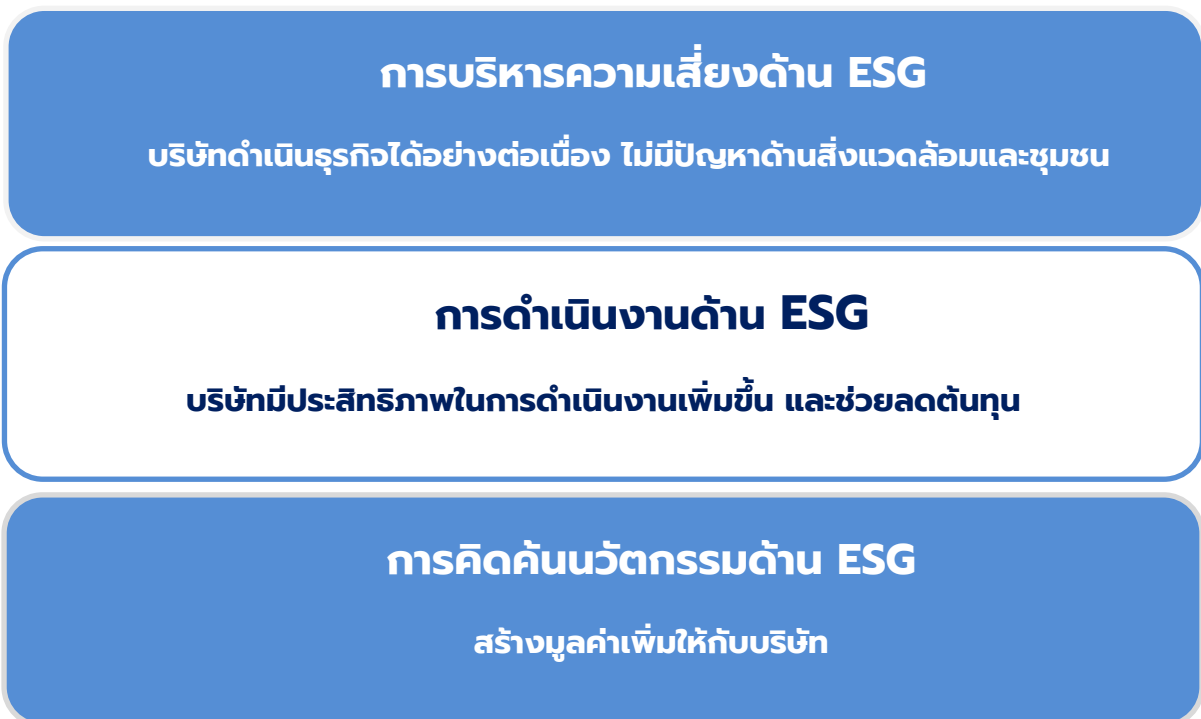 การบริหารความเสี่ยงด้าน ESG
บริษัทดำเนินธุรกิจได้อย่างต่อเนื่อง ไม่มีปัญหาด้านสิ่งแวดล้อมและชุมชน
การดำเนินงานด้าน ESG
บริษัทมีประสิทธิภาพในการดำเนินงานเพิ่มขึ้น และช่วยลดต้นทุน
การคิดค้นนวัตกรรมด้าน ESG
สร้างมูลค่าเพิ่มให้กับบริษัท